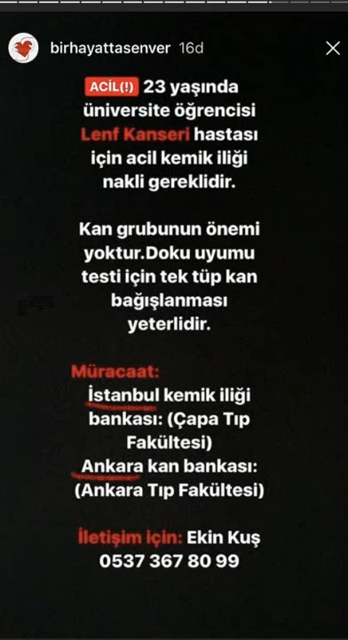 birhayattasenver 16d
ACİL(!) 23 yaşında
üniversite öğrencisi
Lenf Kanseri hastası
için acil kemik iliği
nakli gereklidir.
Kan grubunun önemi
yoktur.Doku uyumu
testi için tek tüp kan
bağışlanması
yeterlidir.
Müracaat:
İstanbul kemik iliği
bankası: (Çapa Tıp
Fakültesi)
Ankara kan bankası:
(Ankara Tıp Fakültesi)
İletişim için: Ekin Kuş
0537 367 80 99